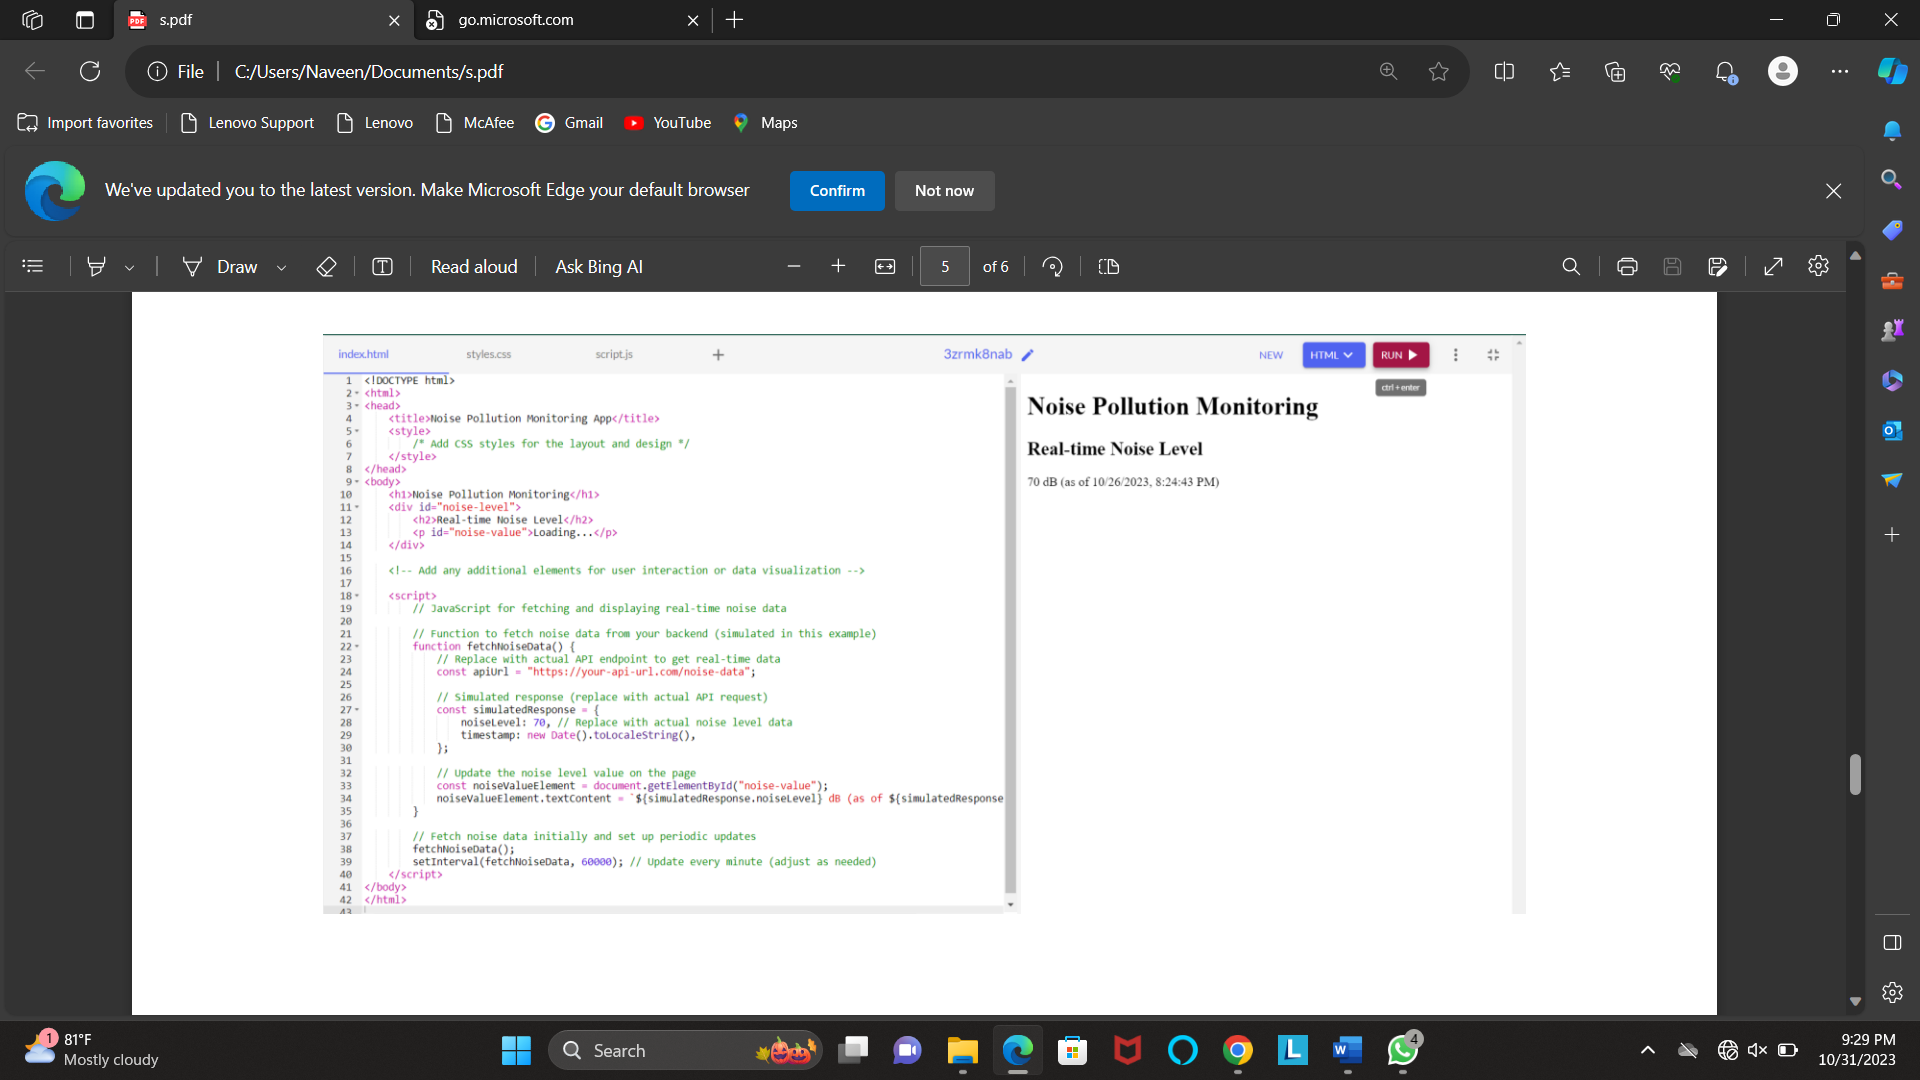 s.pdf
go.microsoft.com
File
C:/Users/Naveen/Documents/s.pdf
Import favorites
Lenovo Support
Lenovo
McAfee
Gmail
YouTube
Maps
We've updated you to the latest version. Make Microsoft Edge your default browser
Confirm
Not now
Draw
Read aloud
Ask Bing AI
5
of 6
index.html
styles.css
script.js
3zrmk8nab
NEW
HTML
RUN
ctrl+enter
1 <!DOCTYPE html>
2 <html>
3 <head>
4 <title>Noise Pollution Monitoring App</title>
5 <style>
6 /* Add CSS styles for the layout and design */
7 </style>
8 </head>
9 <body>
10 <h1>Noise Pollution Monitoring</h1>
11 <div id="noise-level">
12 <h2>Real-time Noise Level</h2>
13 <p id="noise-value">Loading...</p>
14 </div>
15
16 <!-- Add any additional elements for user interaction or data visualization -->
17
18 <script>
19 // JavaScript for fetching and displaying real-time noise data
20
21 // Function to fetch noise data from your backend (simulated in this example)
22 function fetchNoiseData() {
23 // Replace with actual API endpoint to get real-time data
24 const apiUrl = "https://your-api-url.com/noise-data";
25
26 // Simulated response (replace with actual API request)
27 const simulatedResponse = {
28 noiseLevel: 70, // Replace with actual noise level data
29 timestamp: new Date().toLocaleString(),
30 };
31
32 // Update the noise level value on the page
33 const noiseValueElement = document.getElementById("noise-value");
34 noiseValueElement.textContent = `${simulatedResponse.noiseLevel} dB (as of ${simulatedResponse
35 }
36
37 // Fetch noise data initially and set up periodic updates
38 fetchNoiseData();
39 setInterval(fetchNoiseData, 60000); // Update every minute (adjust as needed)
40 </script>
41 </body>
42 </html>
43
Noise Pollution Monitoring
Real-time Noise Level
70 dB (as of 10/26/2023, 8:24:43 PM)
1
81°F
Mostly cloudy
Search
4
9:29 PM
10/31/2023